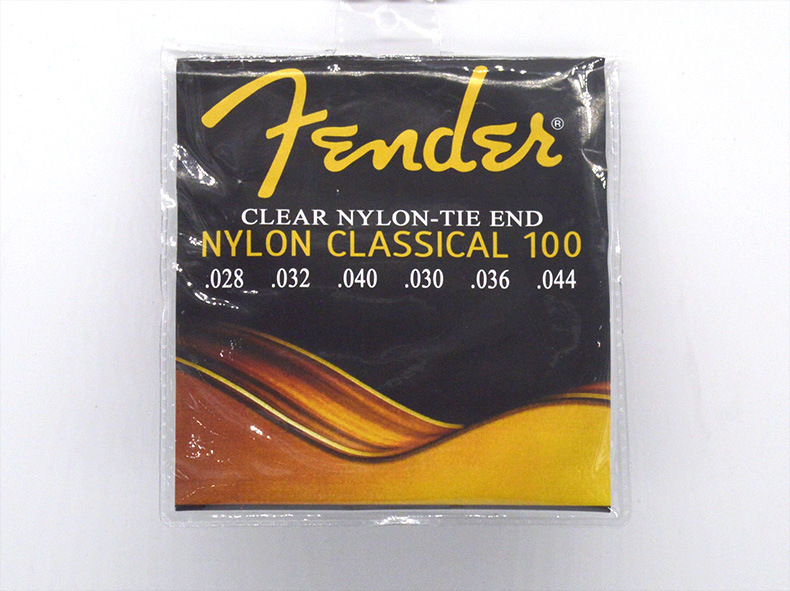 Fender®
CLEAR NYLON-TIE END
NYLON CLASSICAL 100
.028 .032 .040 .030 .036 .044